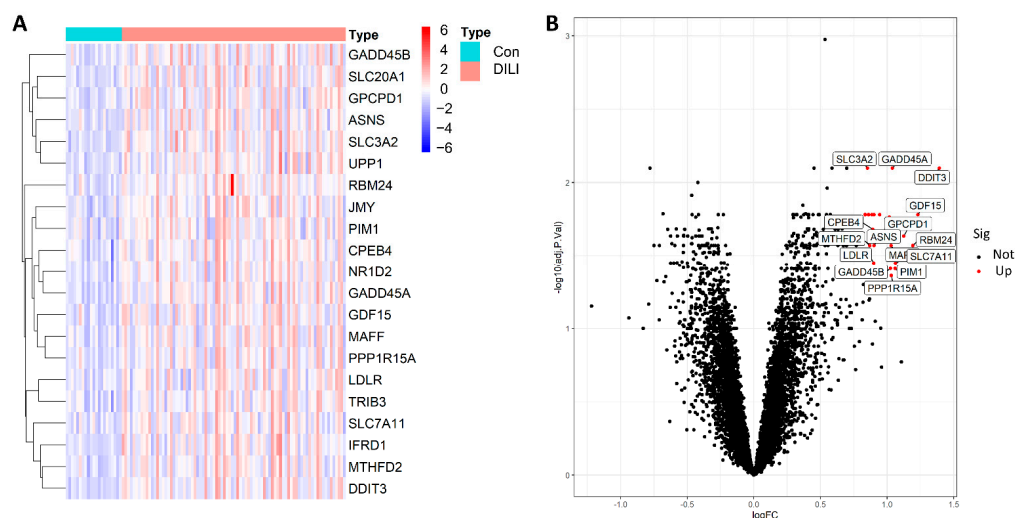 A
Type
Type
Con
DILI
6
4
2
0
−2
−4
−6
GADD45B
SLC20A1
GPCPD1
ASNS
SLC3A2
UPP1
RBM24
JMY
PIM1
CPEB4
NR1D2
GADD45A
GDF15
MAFF
PPP1R15A
LDLR
TRIB3
SLC7A11
IFRD1
MTHFD2
DDIT3
B
-log10(adj.P.Val)
3
2
1
0
SLC3A2
GADD45A
DDIT3
GDF15
CPEB4
GPCPD1
MTHFD2
ASNS
RBM24
LDLR
MAF
SLC7A11
GADD45B
PIM1
PPP1R15A
-1.0
-0.5
0.0
0.5
1.0
1.5
logFC
Sig
Not
Up